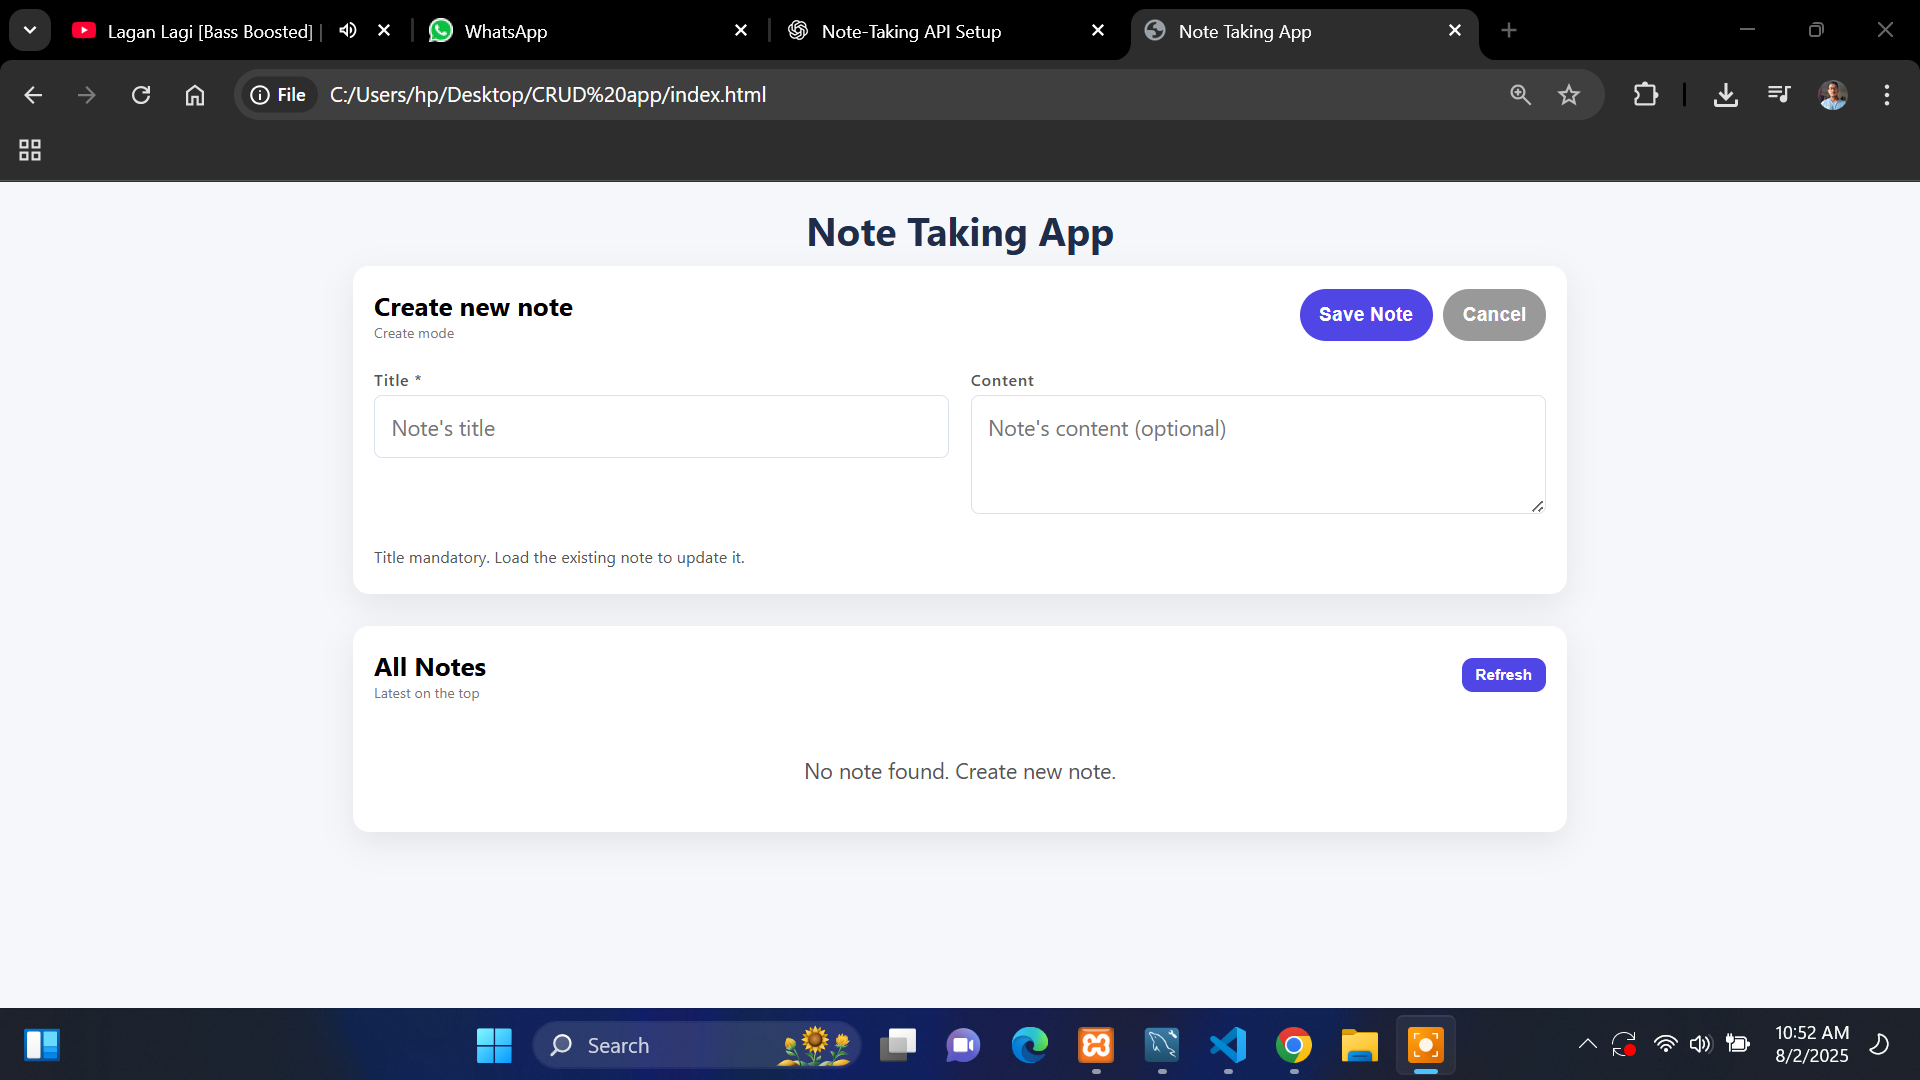 Lagan Lagi [Bass Boosted] |
WhatsApp
Note-Taking API Setup
Note Taking App
File
C:/Users/hp/Desktop/CRUD%20app/index.html
Note Taking App
Create new note
Create mode
Save Note
Cancel
Title *
Content
Note's title
Note's content (optional)
Title mandatory. Load the existing note to update it.
All Notes
Latest on the top
Refresh
No note found. Create new note.
Search
10:52 AM
8/2/2025